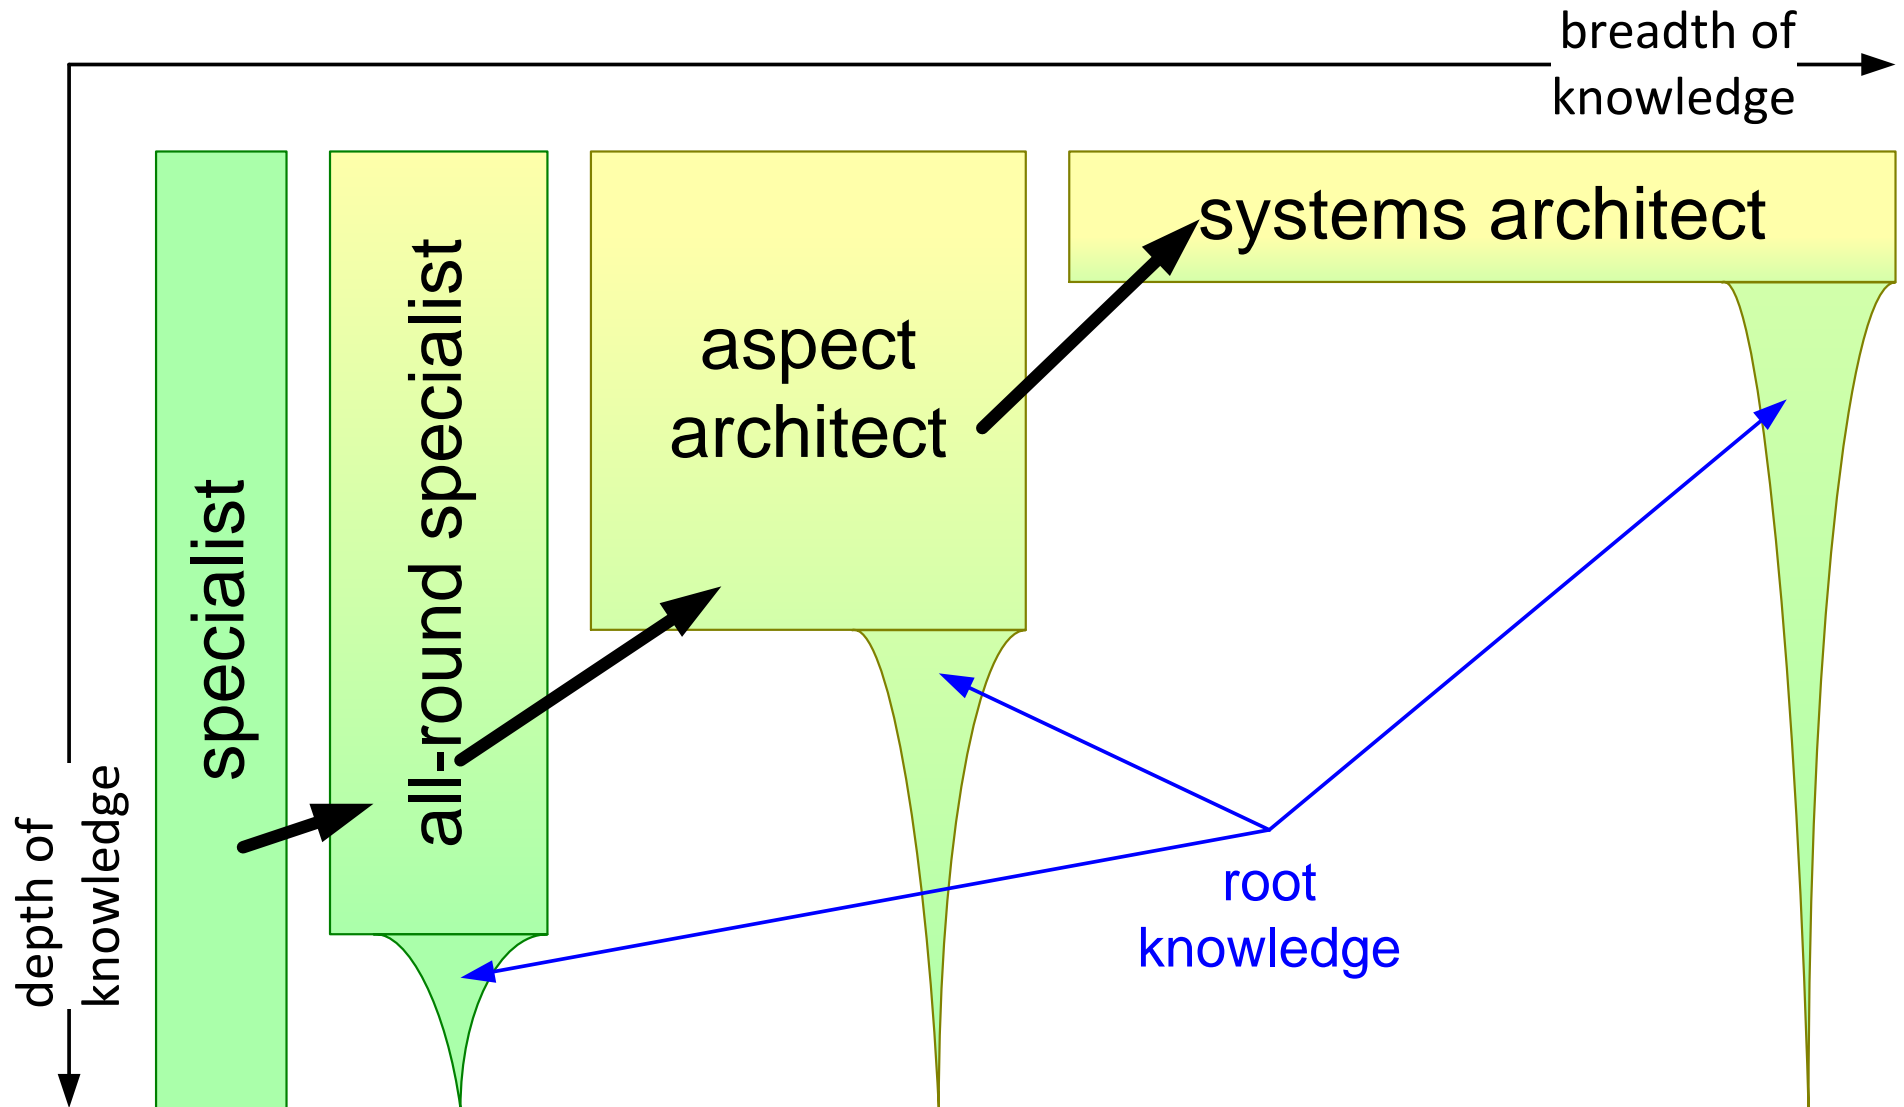 breadth of
knowledge
systems architect
aspect
architect
all-round specialist
specialist
depth of
knowledge
root
knowledge